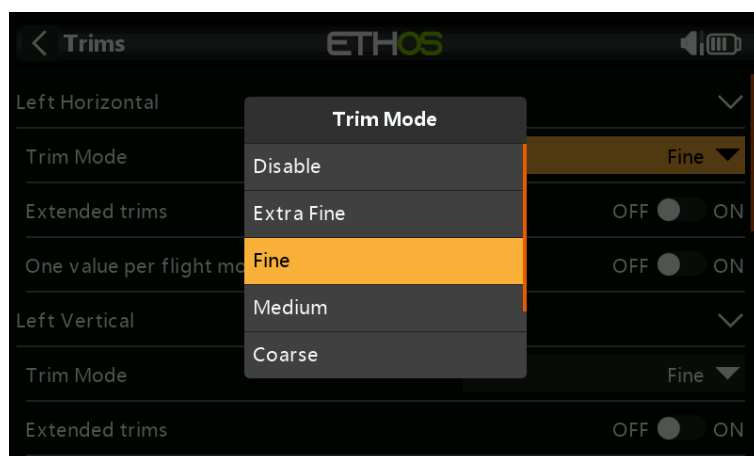 Trims ETHOS
Left Horizontal
Trim Mode
Trim Mode Fine
Disable
Extended trims OFF ON
Extra Fine
One value per flight mo OFF ON
Fine
Medium
Left Vertical
Coarse
Trim Mode Fine
Extended trims OFF ON